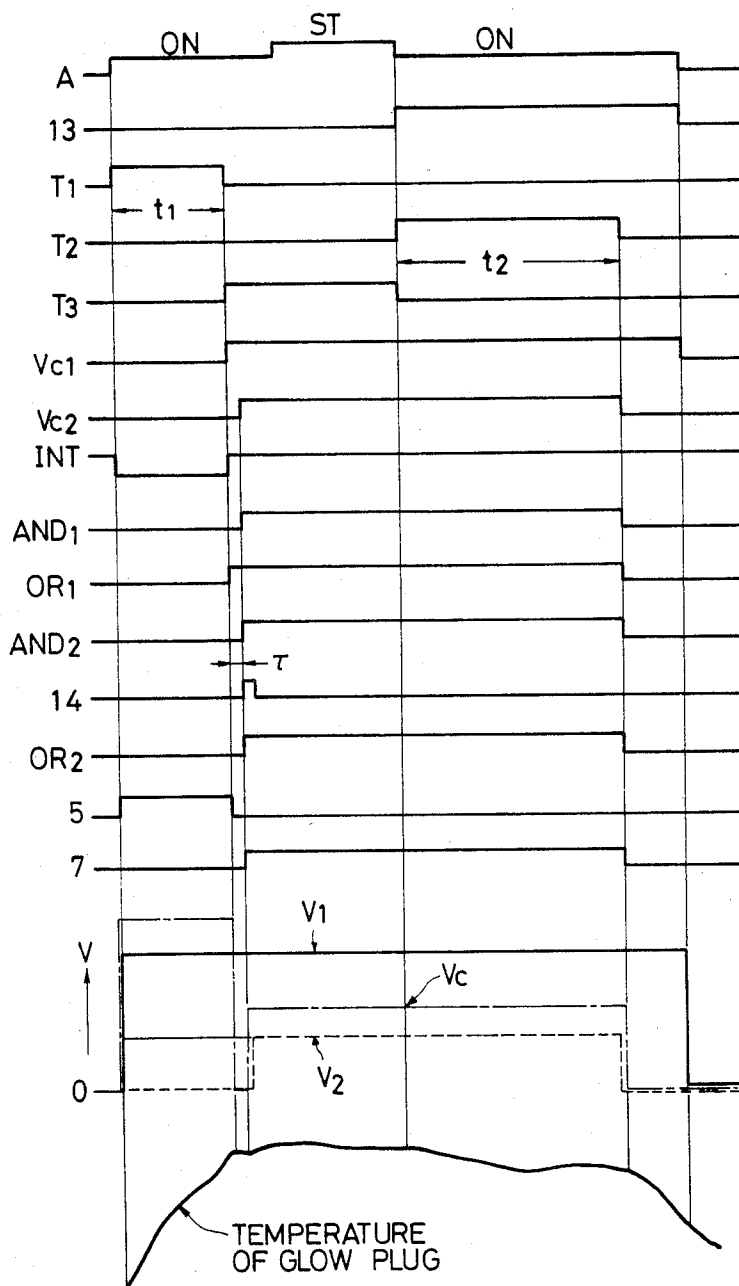 ON ST ON
A
13
T1
t1
T2
t2
T3
Vc1
Vc2
INT
AND1
OR1
AND2
τ
14
OR2
5
7
V1
V
Vc
V2
0
TEMPERATURE
OF GLOW PLUG